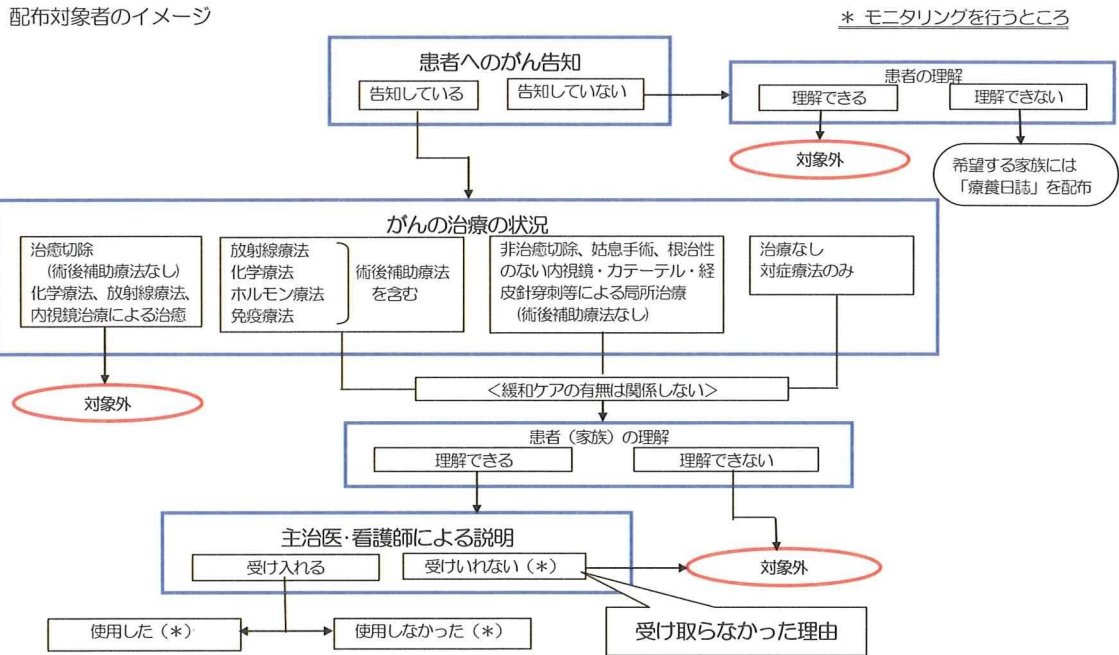 配布対象者のイメージ
* モニタリングを行うところ
患者へのがん告知
告知している
告知していない
患者の理解
理解できる
理解できない
対象外
希望する家族には
「療養日誌」を配布
がんの治療の状況
治癒切除
(術後補助療法なし)
化学療法、放射線療法、
内視鏡治療による治癒
放射線療法
化学療法
ホルモン療法
免疫療法
術後補助療法
を含む
非治癒切除、姑息手術、根治性
のない内視鏡・カテーテル・経
皮針穿刺等による局所治療
(術後補助療法なし)
治療なし
対症療法のみ
対象外
<緩和ケアの有無は関係しない>
患者(家族)の理解
理解できる
理解できない
主治医・看護師による説明
受け入れる
受けいれない(*)
対象外
使用した(*)
使用しなかった(*)
受け取らなかった理由